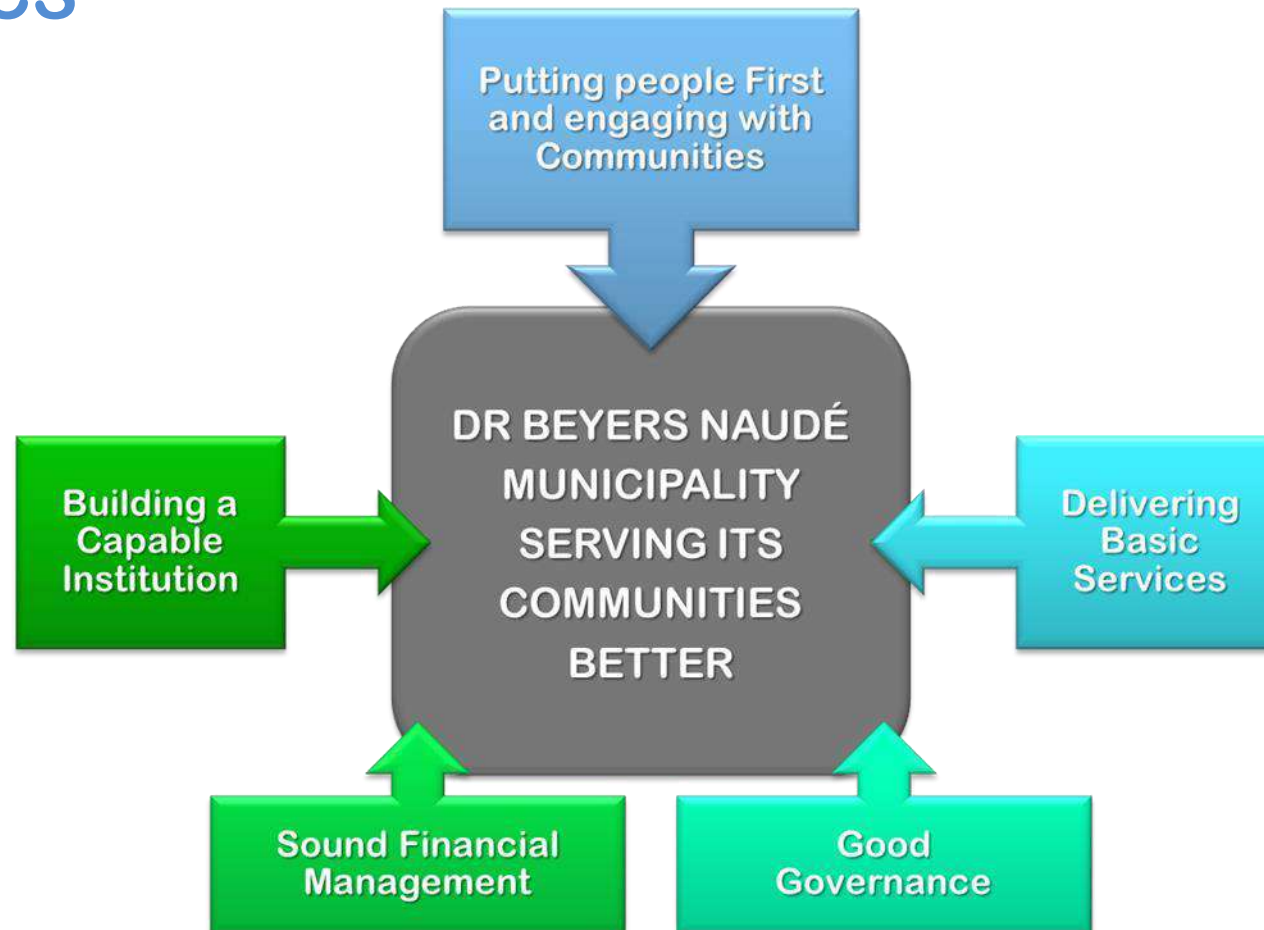 Putting people First
and engaging with
Communities
DR BEYERS NAUDÉ
MUNICIPALITY
SERVING ITS
COMMUNITIES
BETTER
Building a
Capable
Institution
Delivering
Basic
Services
Sound Financial
Management
Good
Governance